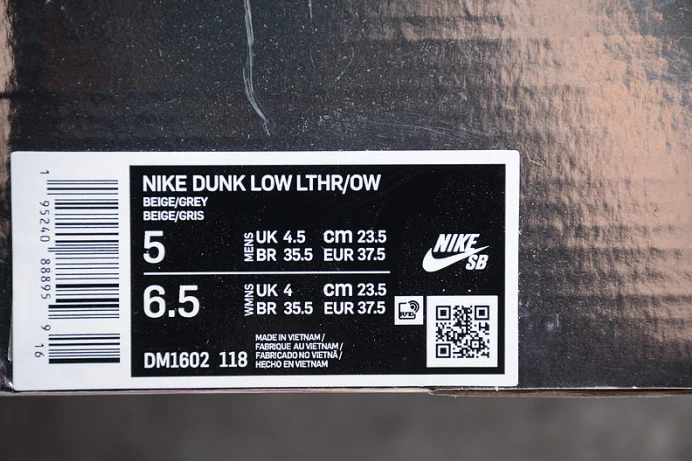 1 95240 88895 9 16
NIKE DUNK LOW LTHR/OW
BEIGE/GREY
BEIGE/GRIS
5 MENS UK 4.5 cm 23.5
BR 35.5 EUR 37.5
6.5 WMNS UK 4 cm 23.5
BR 35.5 EUR 37.5
NIKE
SB
RFID
DM1602 118
MADE IN VIETNAM /
FABRIQUE AU VIETNAM /
FABRICADO NO VIETNÃ /
HECHO EN VIETNAM